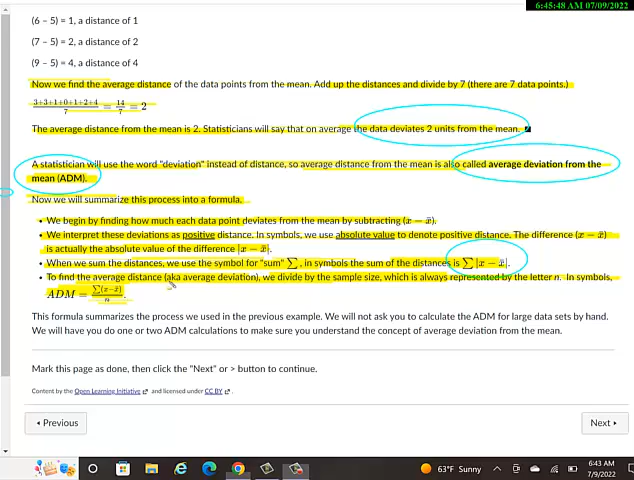 6:45:48 AM 07/09/2022
(6 – 5) = 1, a distance of 1
(7 – 5) = 2, a distance of 2
(9 – 5) = 4, a distance of 4
Now we find the average distance of the data points from the mean. Add up the distances and divide by 7 (there are 7 data points.)
3+3+1+0+1+2+4/7 = 14/7 = 2
The average distance from the mean is 2. Statisticians will say that on average the data deviates 2 units from the mean.
A statistician will use the word "deviation" instead of distance, so average distance from the mean is also called average deviation from the
mean (ADM).
Now we will summarize this process into a formula.
• We begin by finding how much each data point deviates from the mean by subtracting (x – x̄).
• We interpret these deviations as positive distance. In symbols, we use absolute value to denote positive distance. The difference (x – x̄)
is actually the absolute value of the difference |x – x̄|.
• When we sum the distances, we use the symbol for "sum" ∑, in symbols the sum of the distances is ∑|x – x̄|.
• To find the average distance (aka average deviation), we divide by the sample size, which is always represented by the letter n. In symbols,
ADM = ∑(x–x̄)/n.
This formula summarizes the process we used in the previous example. We will not ask you to calculate the ADM for large data sets by hand.
We will have you do one or two ADM calculations to make sure you understand the concept of average deviation from the mean.
Mark this page as done, then click the "Next" or > button to continue.
Content by the Open Learning Initiative and licensed under CC BY.
◂ Previous
Next ▸
63°F Sunny
6:43 AM
7/9/2022